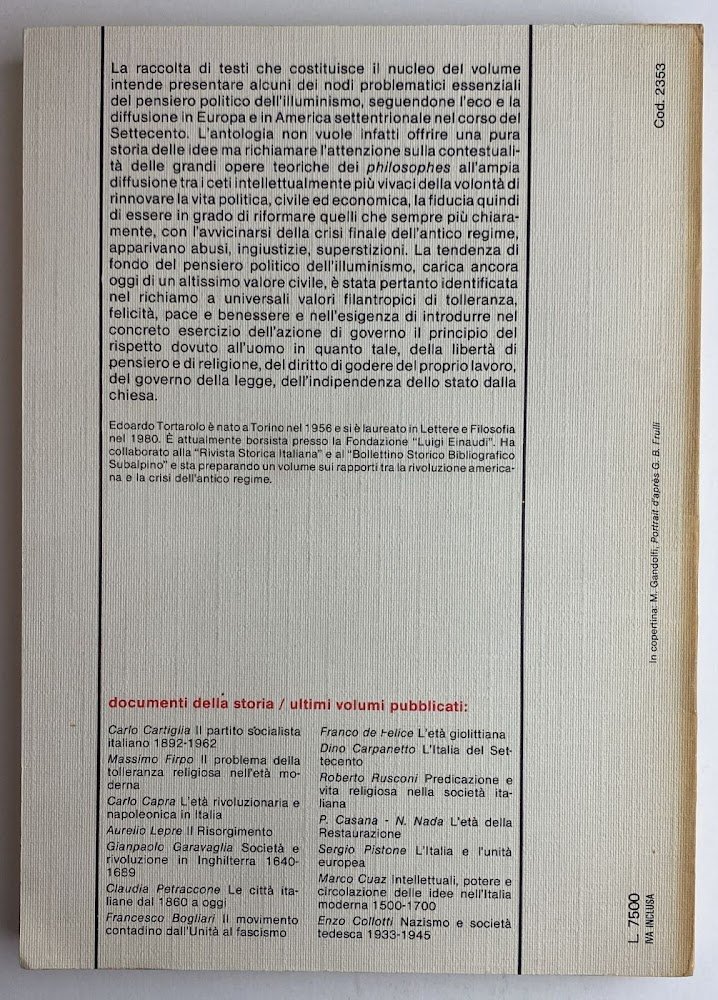 La raccolta di testi che costituisce il nucleo del volume
intende presentare alcuni dei nodi problematici essenziali
del pensiero politico dell'illuminismo, seguendone l'eco e la
diffusione in Europa e in America settentrionale nel corso del
Settecento. L'antologia non vuole infatti offrire una pura
storia delle idee ma richiamare l'attenzione sulla contestuali-
tà delle grandi opere teoriche dei philosophes all'ampia
diffusione tra i ceti intellettualmente più vivaci della volontà di
rinnovare la vita politica, civile ed economica, la fiducia quindi
di essere in grado di riformare quelli che sempre più chiara-
mente, con l'avvicinarsi della crisi finale dell'antico regime,
apparivano abusi, ingiustizie, superstizioni. La tendenza di
fondo del pensiero politico dell'illuminismo, carica ancora
oggi di un altissimo valore civile, è stata pertanto identificata
nel richiamo a universali valori filantropici di tolleranza,
felicità, pace e benessere e nell'esigenza di introdurre nel
concreto esercizio dell'azione di governo il principio del
rispetto dovuto all'uomo in quanto tale, della libertà di
pensiero e di religione, del diritto di godere del proprio lavoro,
del governo della legge, dell'indipendenza dello stato dalla
chiesa.
Edoardo Tortarolo è nato a Torino nel 1956 e si è laureato in Lettere e Filosofia
nel 1980. È attualmente borsista presso la Fondazione "Luigi Einaudi". Ha
collaborato alla "Rivista Storica Italiana" e al "Bollettino Storico Bibliografico
Subalpino" e sta preparando un volume sui rapporti tra la rivoluzione america-
na e la crisi dell'antico regime.
documenti della storia / ultimi volumi pubblicati:
Carlo Cartiglia Il partito socialista
italiano 1892-1962
Massimo Firpo Il problema della
tolleranza religiosa nell'età mo-
derna
Carlo Capra L'età rivoluzionaria e
napoleonica in Italia
Aurelio Lepre Il Risorgimento
Gianpaolo Garavaglia Società e
rivoluzione in Inghilterra 1640-
1689
Claudia Petraccone Le città ita-
liane dal 1860 a oggi
Francesco Bogliari Il movimento
contadino dall'Unità al fascismo
Franco de Felice L'età giolittiana
Dino Carpanetto L'Italia del Set-
tecento
Roberto Rusconi Predicazione e
vita religiosa nella società ita-
liana
P. Casana - N. Nada L'età della
Restaurazione
Sergio Pistone L'Italia e l'unità
europea
Marco Cuaz Intellettuali, potere e
circolazione delle idee nell'Italia
moderna 1500-1700
Enzo Collotti Nazismo e società
tedesca 1933-1945
Cod. 2353
In copertina: M. Gandolfi, Portrait d'après G. B. Frulli
L. 7500
IVA INCLUSA